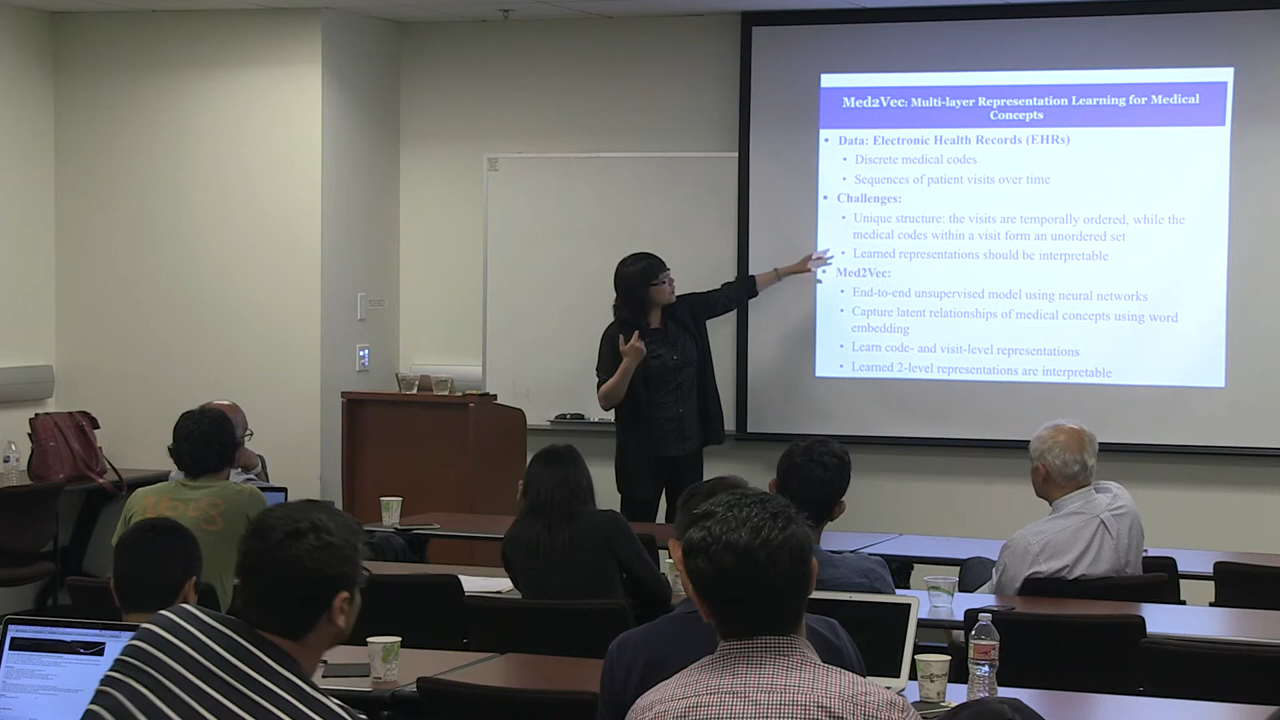 Med2Vec: Multi-layer Representation Learning for Medical
Concepts
▪ Data: Electronic Health Records (EHRs)
• Discrete medical codes
• Sequences of patient visits over time
▪ Challenges:
• Unique structure: the visits are temporally ordered, while the
medical codes within a visit form an unordered set
• Learned representations should be interpretable
▪ Med2Vec:
• End-to-end unsupervised model using neural networks
• Capture latent relationships of medical concepts using word
embedding
• Learn code- and visit-level representations
• Learned 2-level representations are interpretable